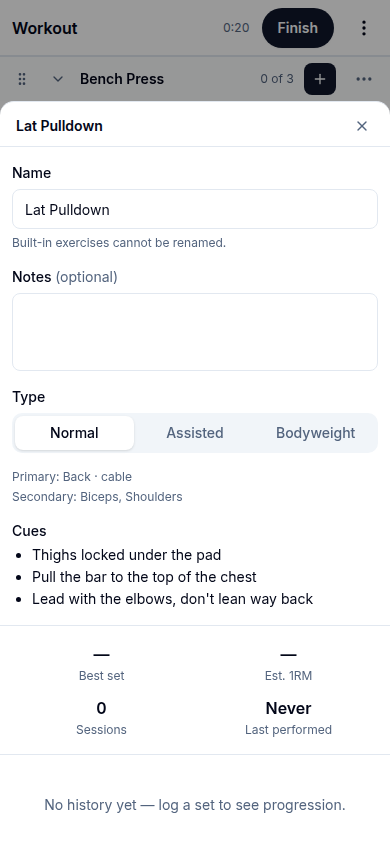 Workout
0:20
Finish
Bench Press
0 of 3
Lat Pulldown
Name
Lat Pulldown
Built-in exercises cannot be renamed.
Notes (optional)
Type
Normal
Assisted
Bodyweight
Primary: Back · cable
Secondary: Biceps, Shoulders
Cues
• Thighs locked under the pad
• Pull the bar to the top of the chest
• Lead with the elbows, don't lean way back
—
Best set
—
Est. 1RM
0
Sessions
Never
Last performed
No history yet — log a set to see progression.